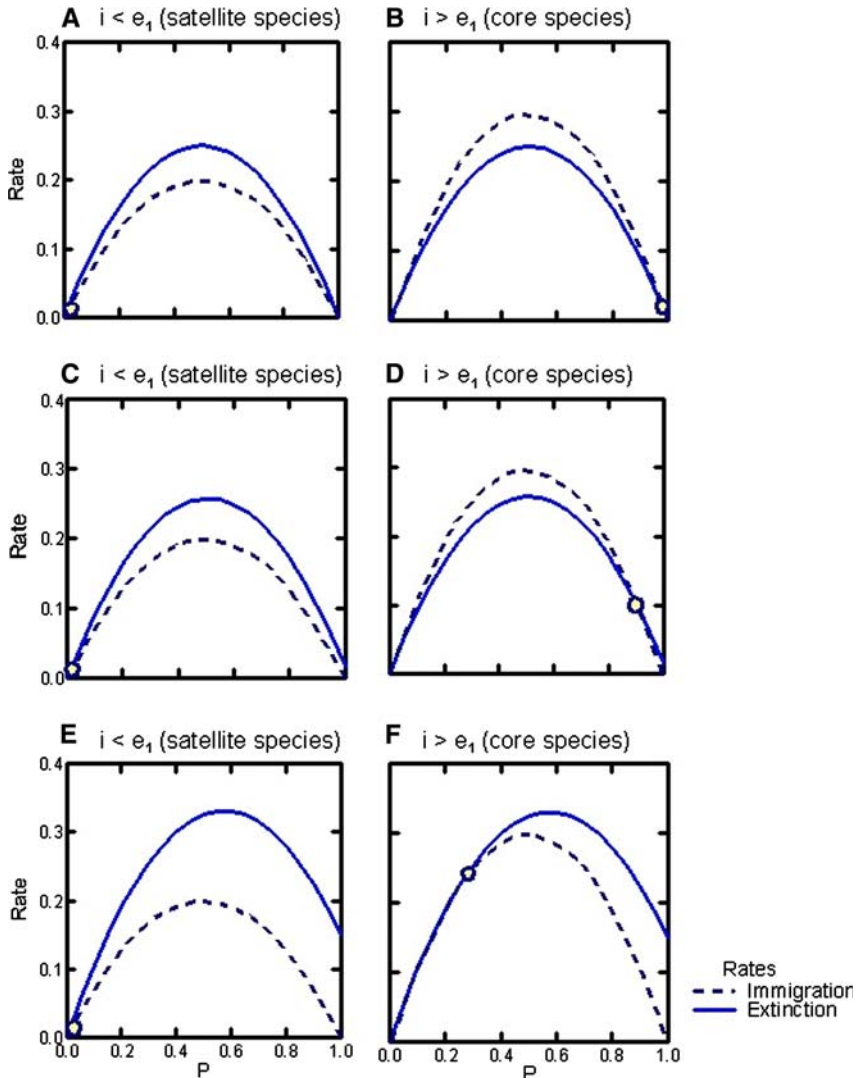 A i < e₁ (satellite species)
B i > e₁ (core species)
0.4
0.3
0.2
0.1
0.0
Rate
C i < e₁ (satellite species)
D i > e₁ (core species)
0.4
0.3
0.2
0.1
0.0
Rate
E i < e₁ (satellite species)
F i > e₁ (core species)
0.4
0.3
0.2
0.1
0.0
Rate
0.0 0.2 0.4 0.6 0.8 1.0
P
0.0 0.2 0.4 0.6 0.8 1.0
P
Rates
Immigration
Extinction